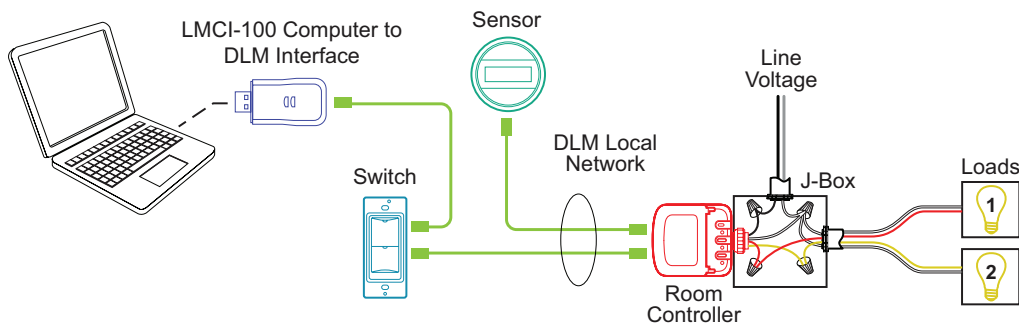 LMCI-100 Computer to
DLM Interface
Sensor
Line
Voltage
DLM Local
Network
Switch
J-Box
Loads
1
2
Room
Controller